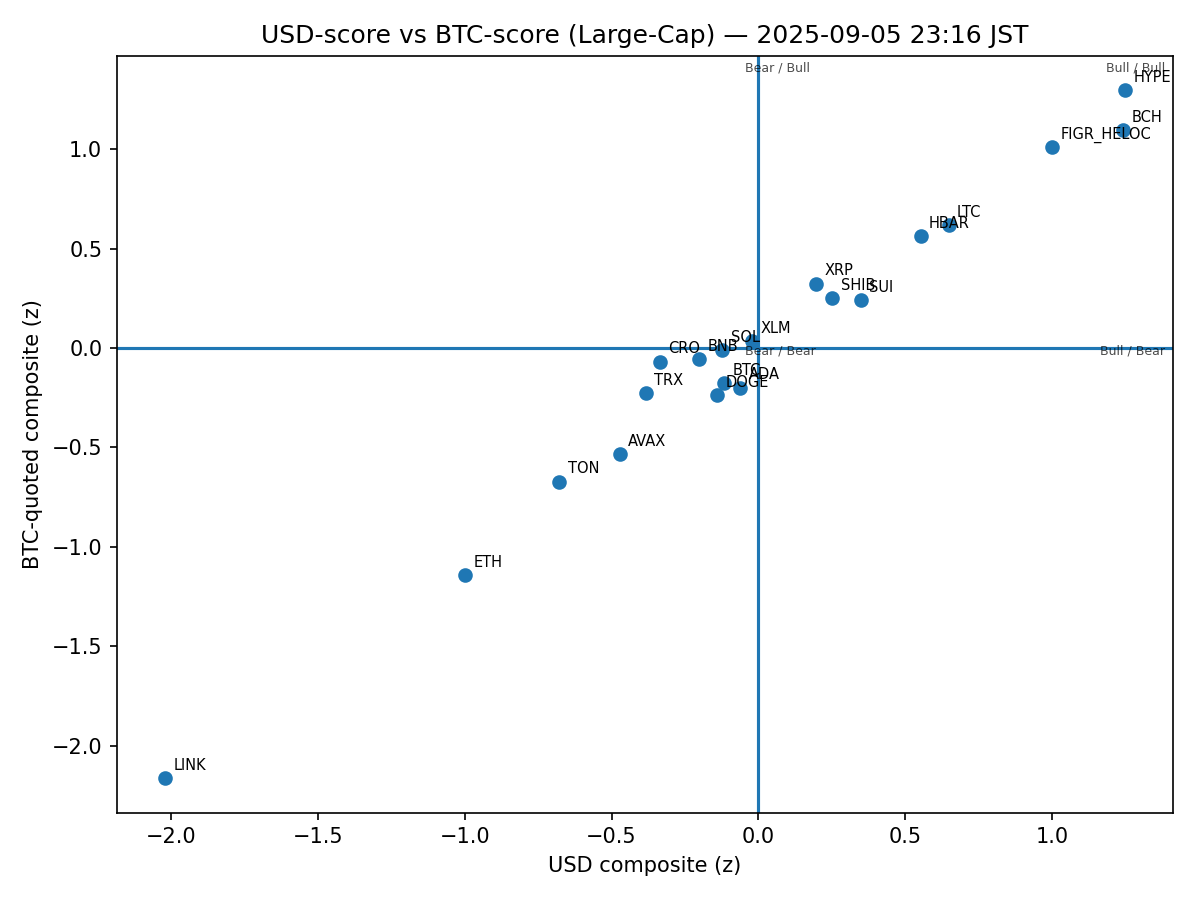 USD-score vs BTC-score (Large-Cap) — 2025-09-05 23:16 JST
Bear / Bull
Bull / Bull
HYPE
BCH
FIGR_HELOC
LTC
HBAR
XRP
SHIB
SUI
XLM
SOL
BNB
CRO
Bear / Bear
Bull / Bear
BTC
ADA
DOGE
TRX
AVAX
TON
ETH
LINK
1.0
0.5
0.0
−0.5
−1.0
−1.5
−2.0
BTC-quoted composite (z)
−2.0
−1.5
−1.0
−0.5
0.0
0.5
1.0
USD composite (z)